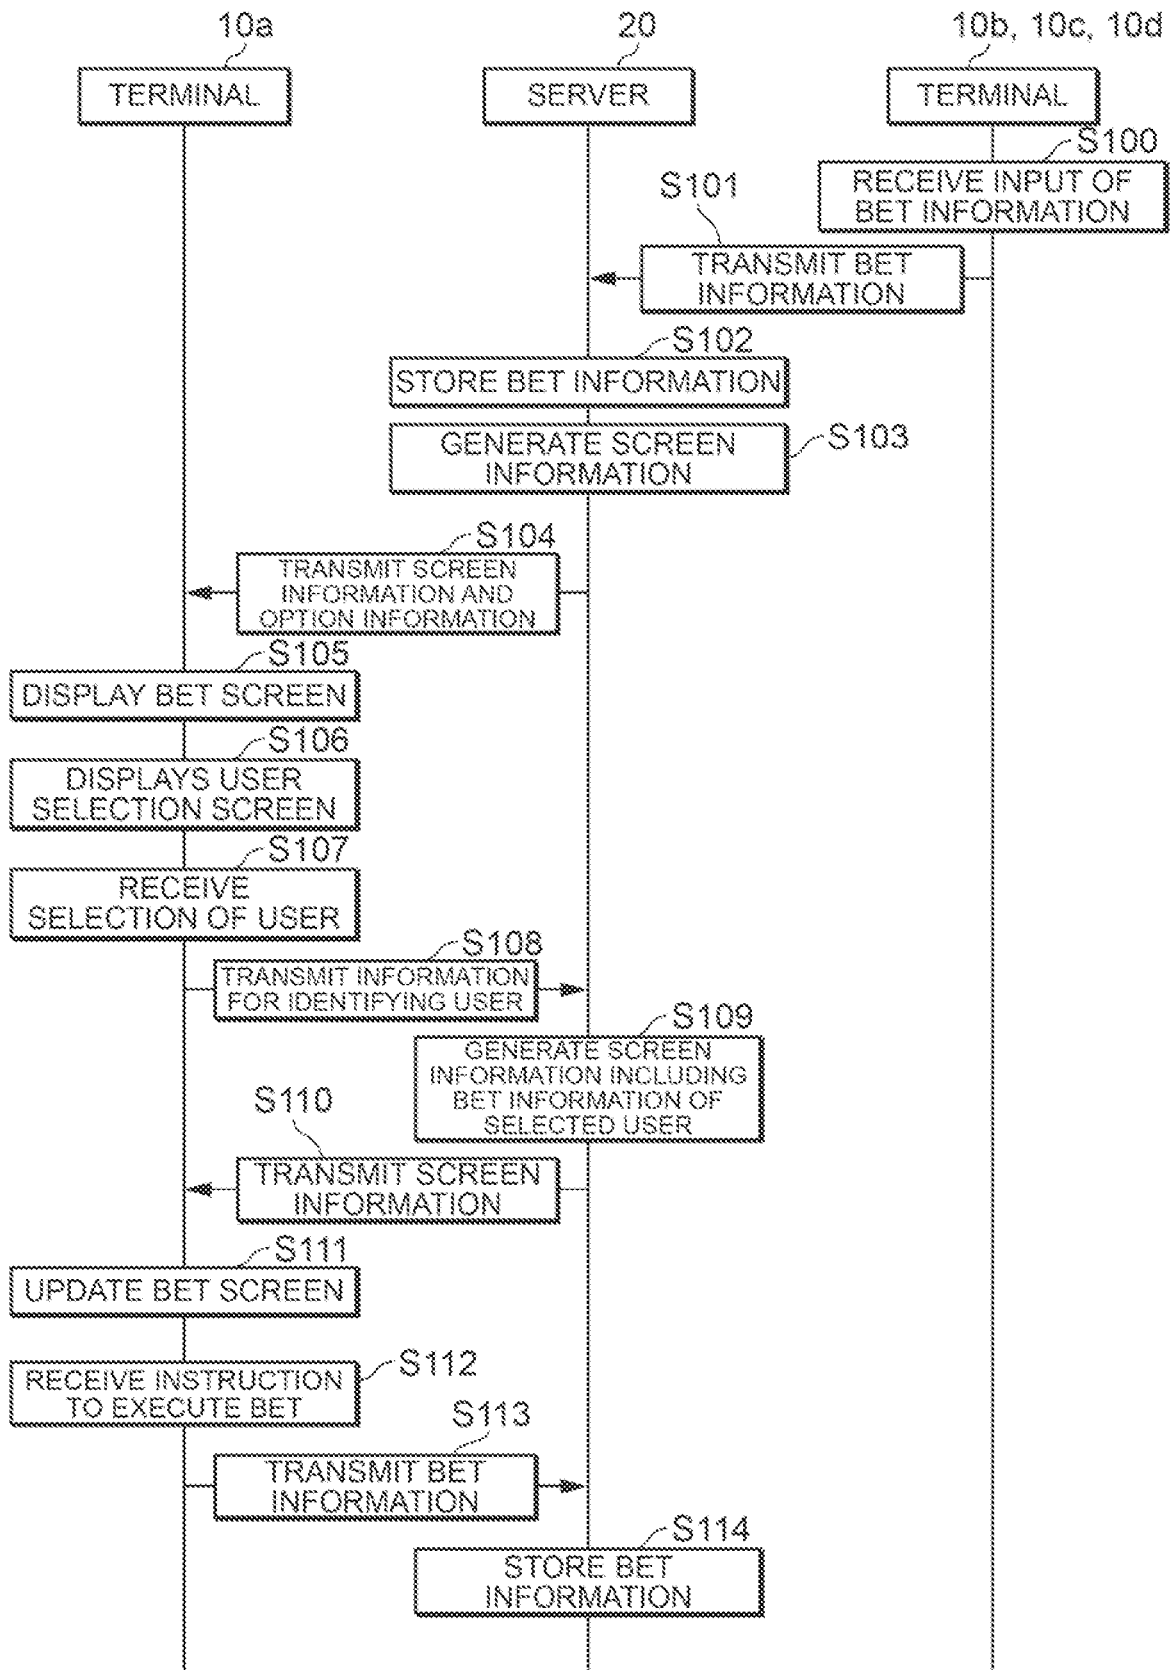 10a
20
10b, 10c, 10d
TERMINAL
SERVER
TERMINAL
S100
RECEIVE INPUT OF
BET INFORMATION
S101
TRANSMIT BET
INFORMATION
S102
STORE BET INFORMATION
S103
GENERATE SCREEN
INFORMATION
S104
TRANSMIT SCREEN
INFORMATION AND
OPTION INFORMATION
S105
DISPLAY BET SCREEN
S106
DISPLAYS USER
SELECTION SCREEN
S107
RECEIVE
SELECTION OF USER
S108
TRANSMIT INFORMATION
FOR IDENTIFYING USER
S109
GENERATE SCREEN
INFORMATION INCLUDING
BET INFORMATION OF
SELECTED USER
S110
TRANSMIT SCREEN
INFORMATION
S111
UPDATE BET SCREEN
S112
RECEIVE INSTRUCTION
TO EXECUTE BET
S113
TRANSMIT BET
INFORMATION
S114
STORE BET
INFORMATION